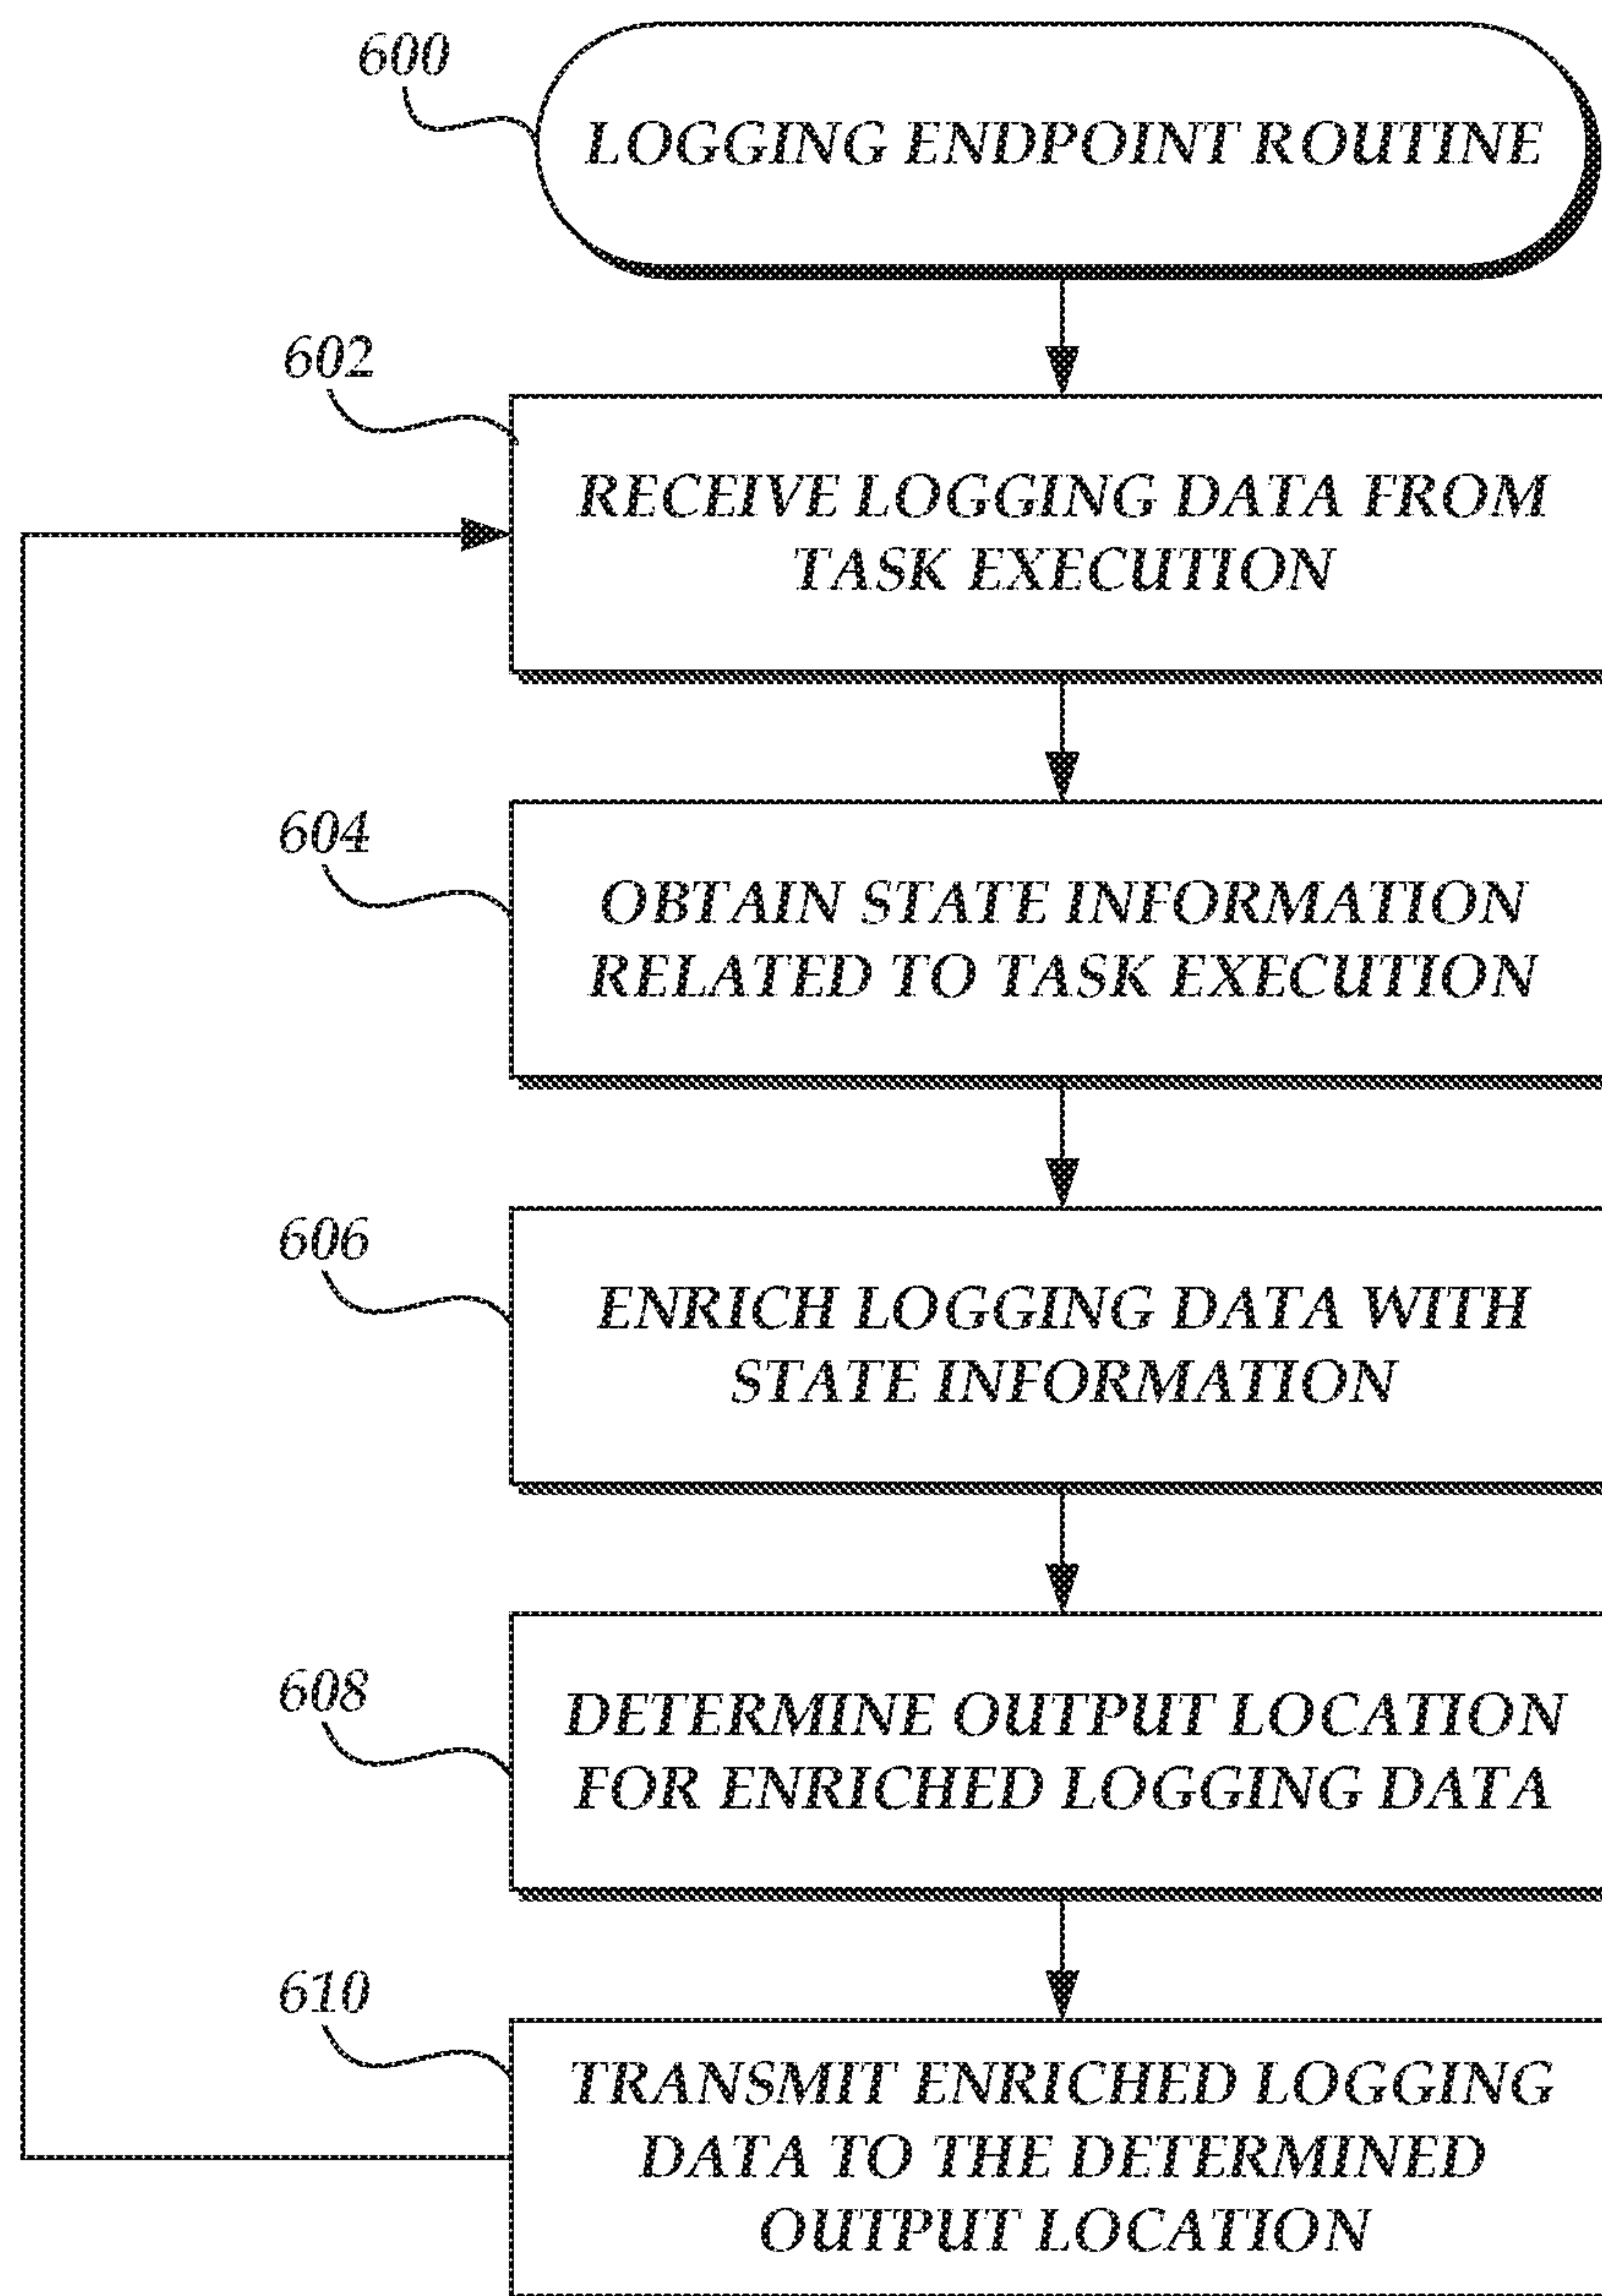 600
LOGGING ENDPOINT ROUTINE
602
RECEIVE LOGGING DATA FROM
TASK EXECUTION
604
OBTAIN STATE INFORMATION
RELATED TO TASK EXECUTION
606
ENRICH LOGGING DATA WITH
STATE INFORMATION
608
DETERMINE OUTPUT LOCATION
FOR ENRICHED LOGGING DATA
610
TRANSMIT ENRICHED LOGGING
DATA TO THE DETERMINED
OUTPUT LOCATION